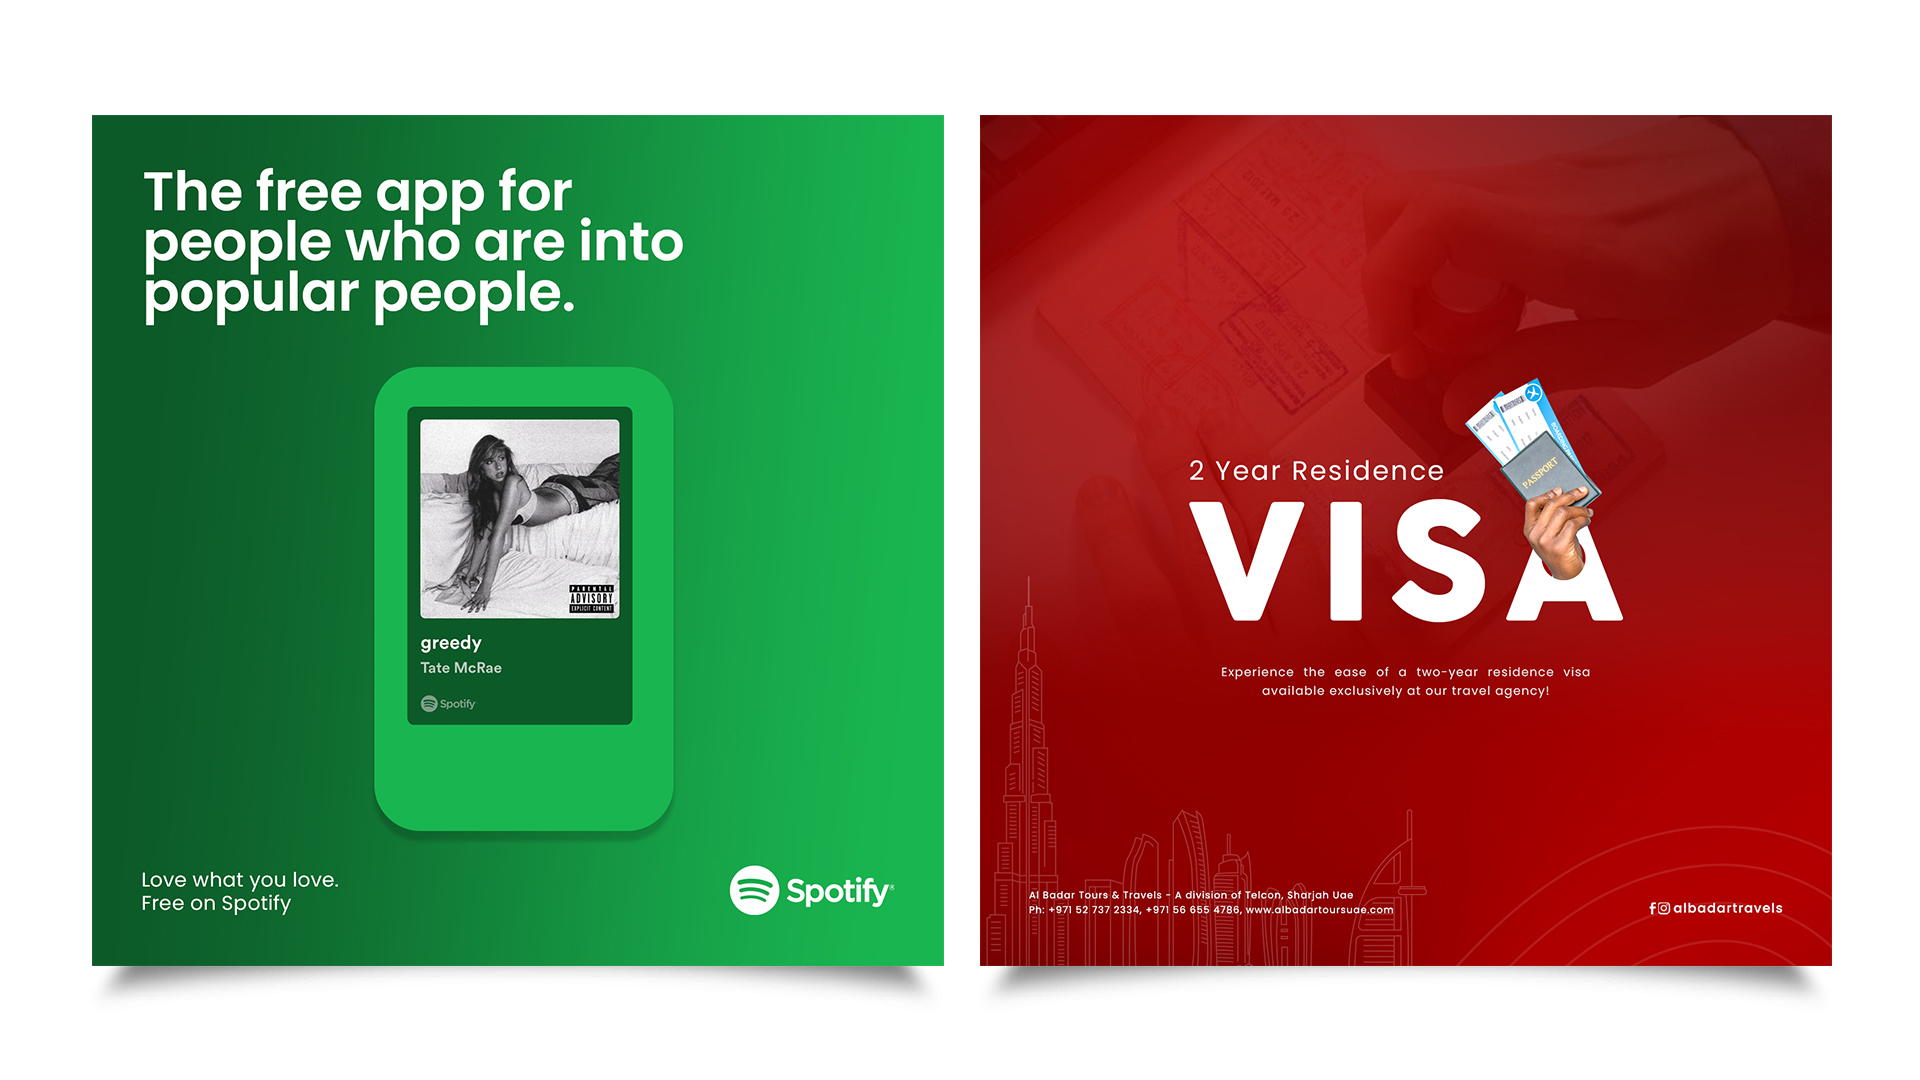 The free app for
people who are into
popular people.
PARENTAL
ADVISORY
EXPLICIT CONTENT
greedy
Tate McRae
Spotify
Love what you love.
Free on Spotify
Spotify®
PASSPORT
2 Year Residence
VISA
Experience the ease of a two-year residence visa
available exclusively at our travel agency!
Al Badar Tours & Travels - A division of Telcon, Sharjah Uae
Ph: +971 52 737 2334, +971 56 655 4786, www.albadartoursuae.com
albadartravels